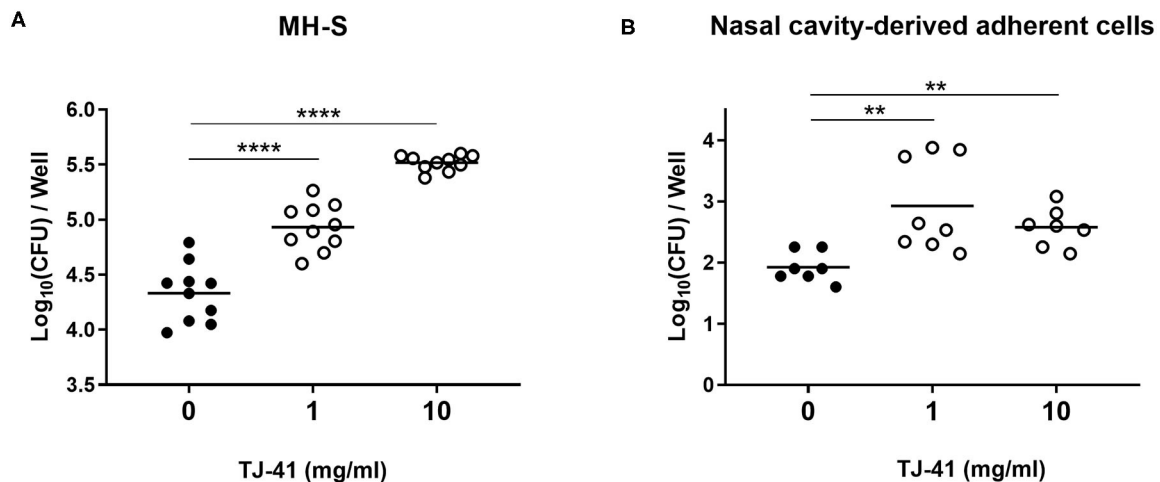 A
MH-S
Log10(CFU) / Well
6.0
5.5
5.0
4.5
4.0
3.5
****
****
0 1 10
TJ-41 (mg/ml)
B
Nasal cavity-derived adherent cells
Log10(CFU) / Well
4
3
2
1
0
**
**
0 1 10
TJ-41 (mg/ml)